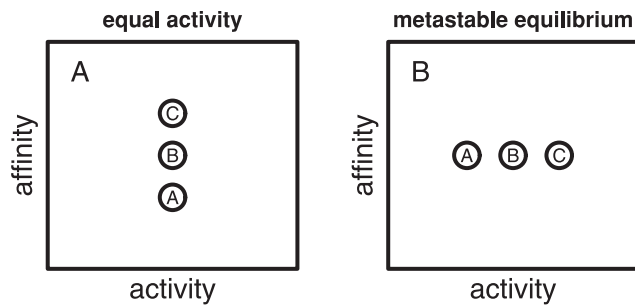 equal activity
A
affinity
C
B
A
activity
metastable equilibrium
B
affinity
A B C
activity